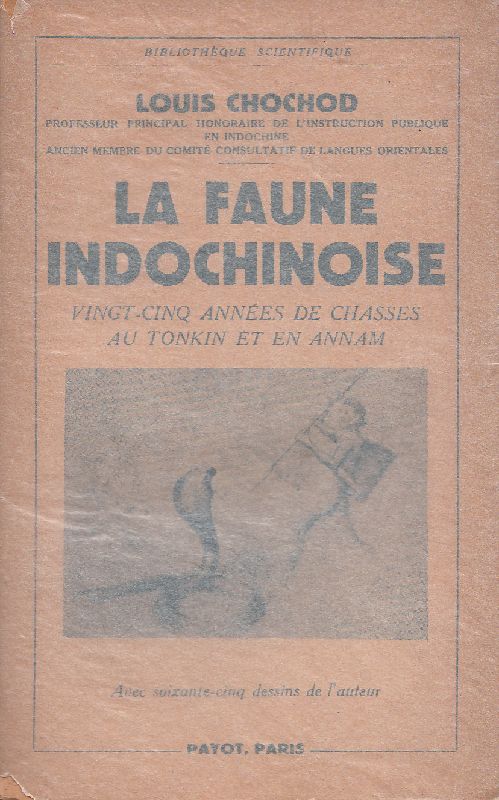 BIBLIOTHÈQUE SCIENTIFIQUE
LOUIS CHOCHOD
PROFESSEUR PRINCIPAL HONORAIRE DE L'INSTRUCTION PUBLIQUE
EN INDOCHINE
ANCIEN MEMBRE DU COMITÉ CONSULTATIF DE LANGUES ORIENTALES
LA FAUNE
INDOCHINOISE
VINGT-CINQ ANNÉES DE CHASSES
AU TONKIN ET EN ANNAM
Avec soixante-cinq dessins de l'auteur
PAYOT, PARIS